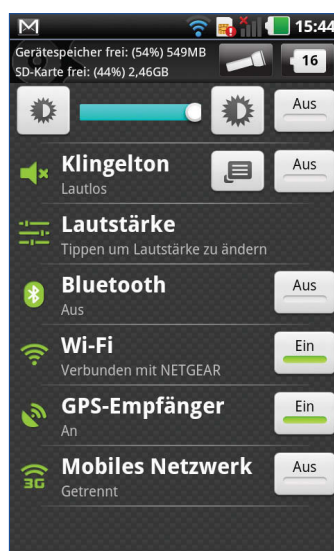 15:44
Gerätespeicher frei: (54%) 549MB
SD-Karte frei: (44%) 2,46GB
16
Aus
Klingelton
Lautlos
Aus
Lautstärke
Tippen um Lautstärke zu ändern
Bluetooth
Aus
Aus
Wi-Fi
Verbunden mit NETGEAR
Ein
GPS-Empfänger
An
Ein
Mobiles Netzwerk
Getrennt
Aus
3G